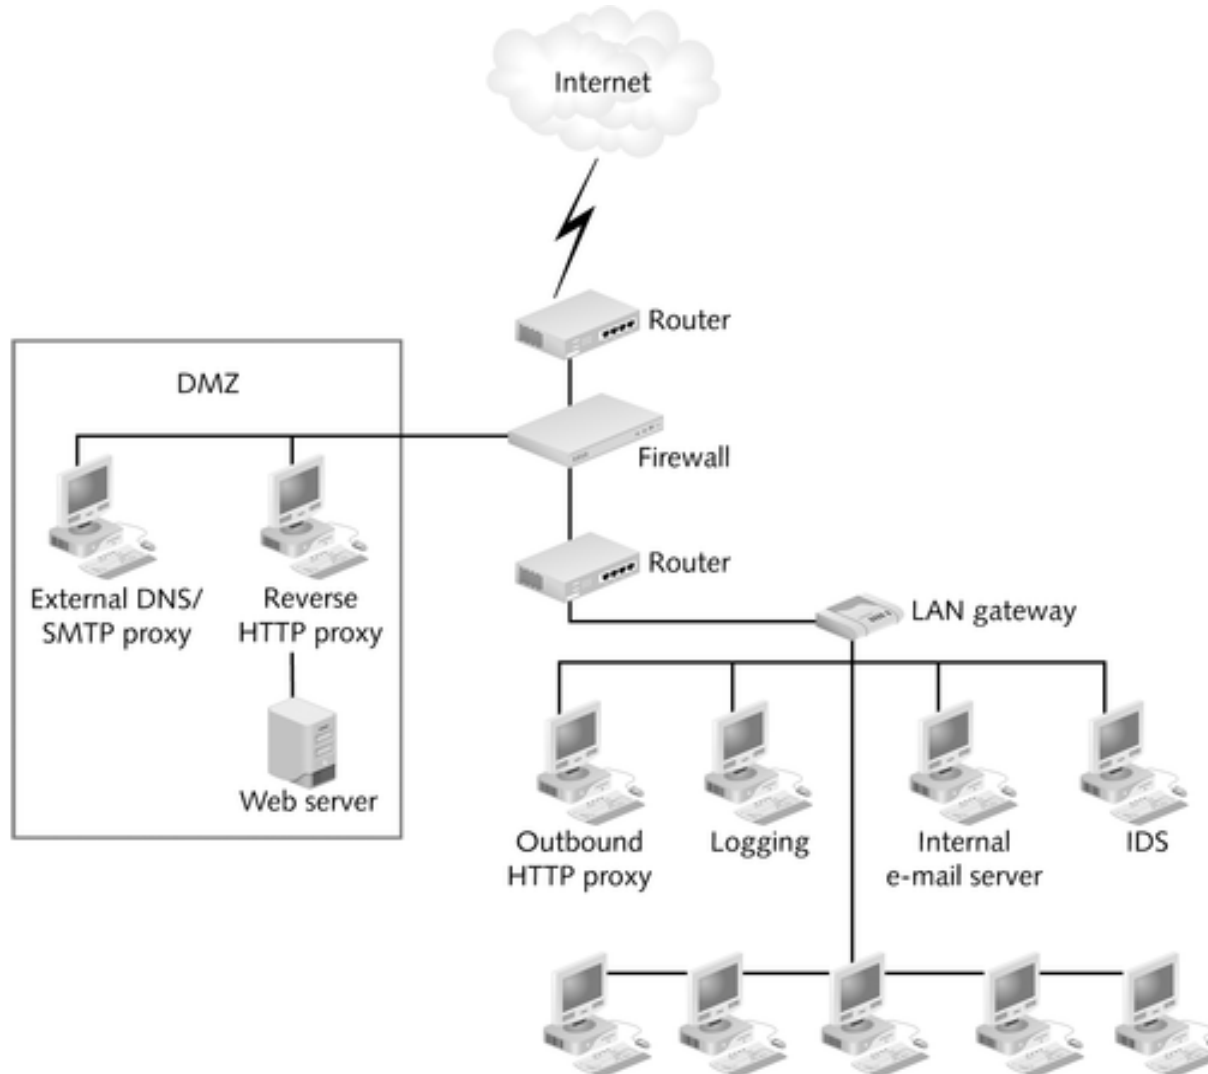 Internet
Router
DMZ
Firewall
Router
External DNS/
SMTP proxy
Reverse
HTTP proxy
LAN gateway
Web server
Outbound
HTTP proxy
Logging
Internal
e-mail server
IDS